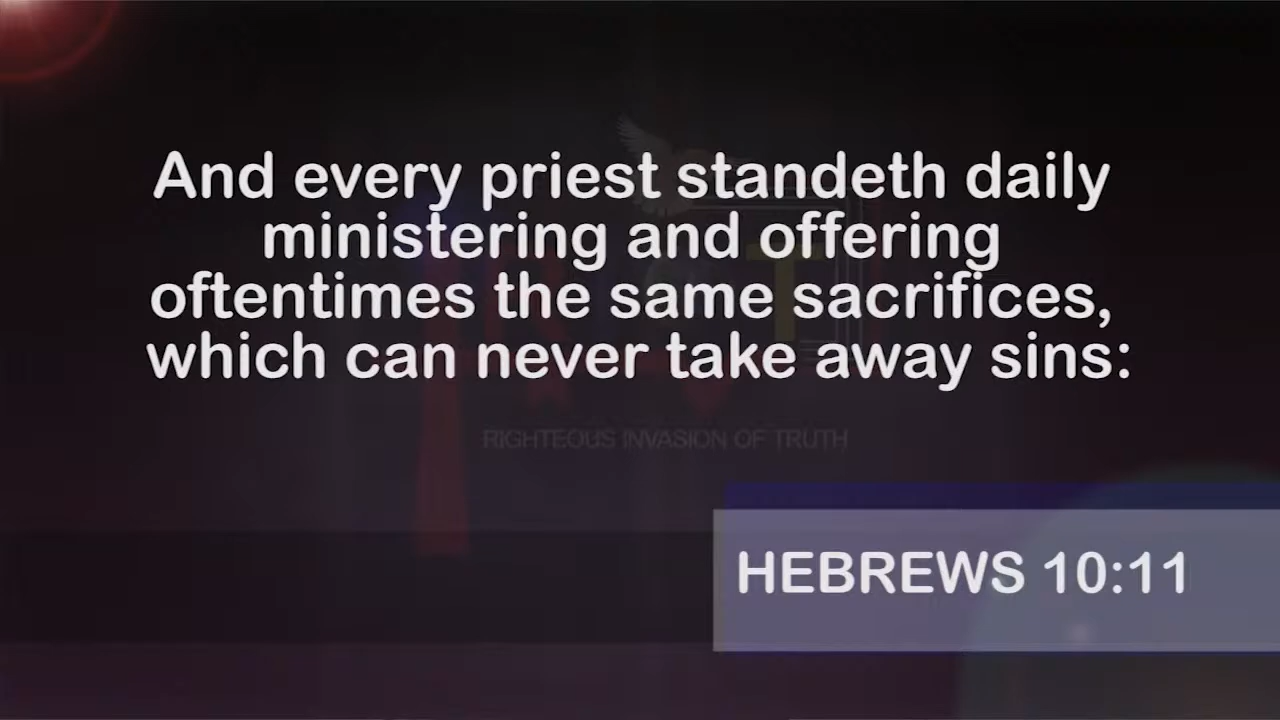 And every priest standeth daily
ministering and offering
oftentimes the same sacrifices,
which can never take away sins:
RIGHTEOUS INVASION OF TRUTH
HEBREWS 10:11